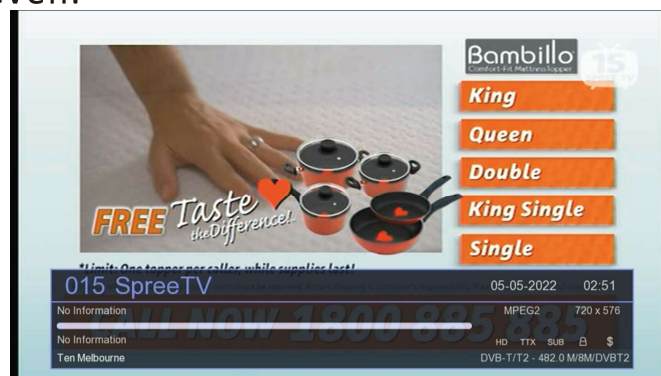 Bambillo
Comfort-Fit Mattress Topper
15
SPREE TV
King
Queen
Double
King Single
Single
FREE Taste
the Difference!
*Limit: One topper per caller, while supplies last!
015 SpreeTV
05-05-2022 02:51
No Information
MPEG2 720 x 576
CALL NOW 1800 885 885
No Information
HD TTX SUB $
Ten Melbourne
DVB-T/T2 - 482.0 M/8M/DVBT2